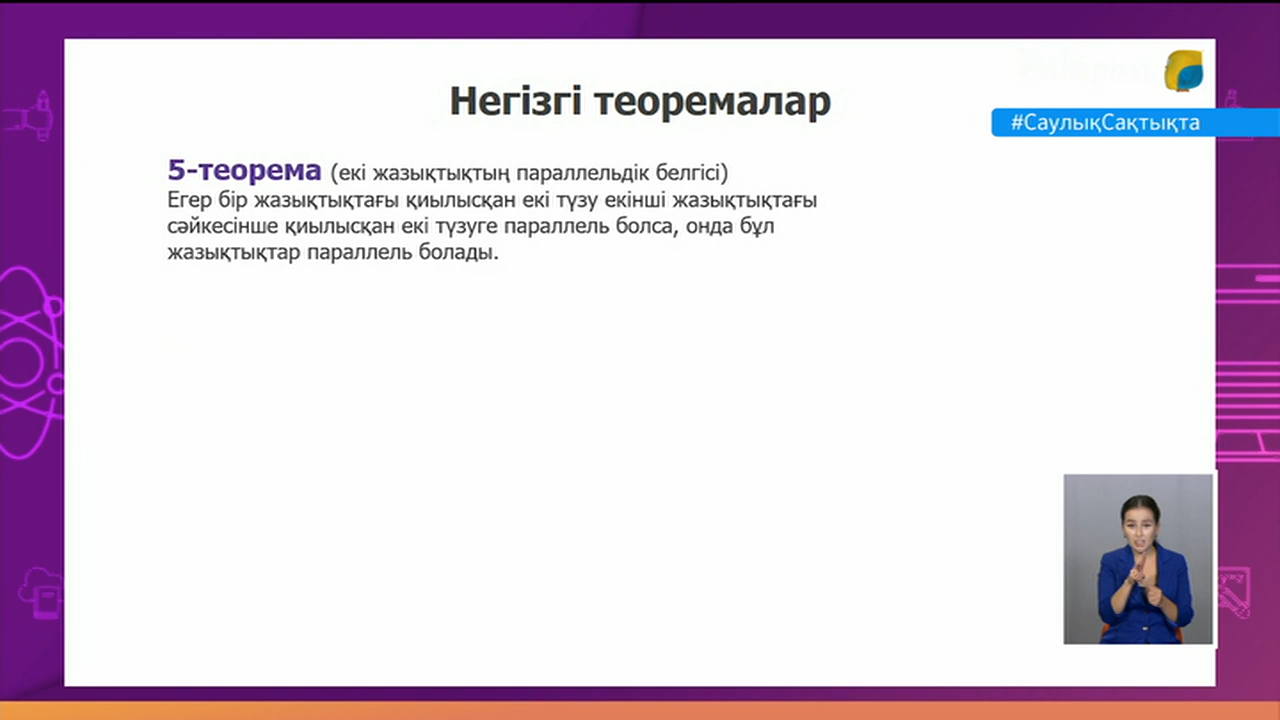 Негізгі теоремалар
#СаулықСақтықта
5-теорема (екі жазықтықтың параллельдік белгісі)
Егер бір жазықтықтағы қиылысқан екі түзу екінші жазықтықтағы
сәйкесінше қиылысқан екі түзуге параллель болса, онда бұл
жазықтықтар параллель болады.